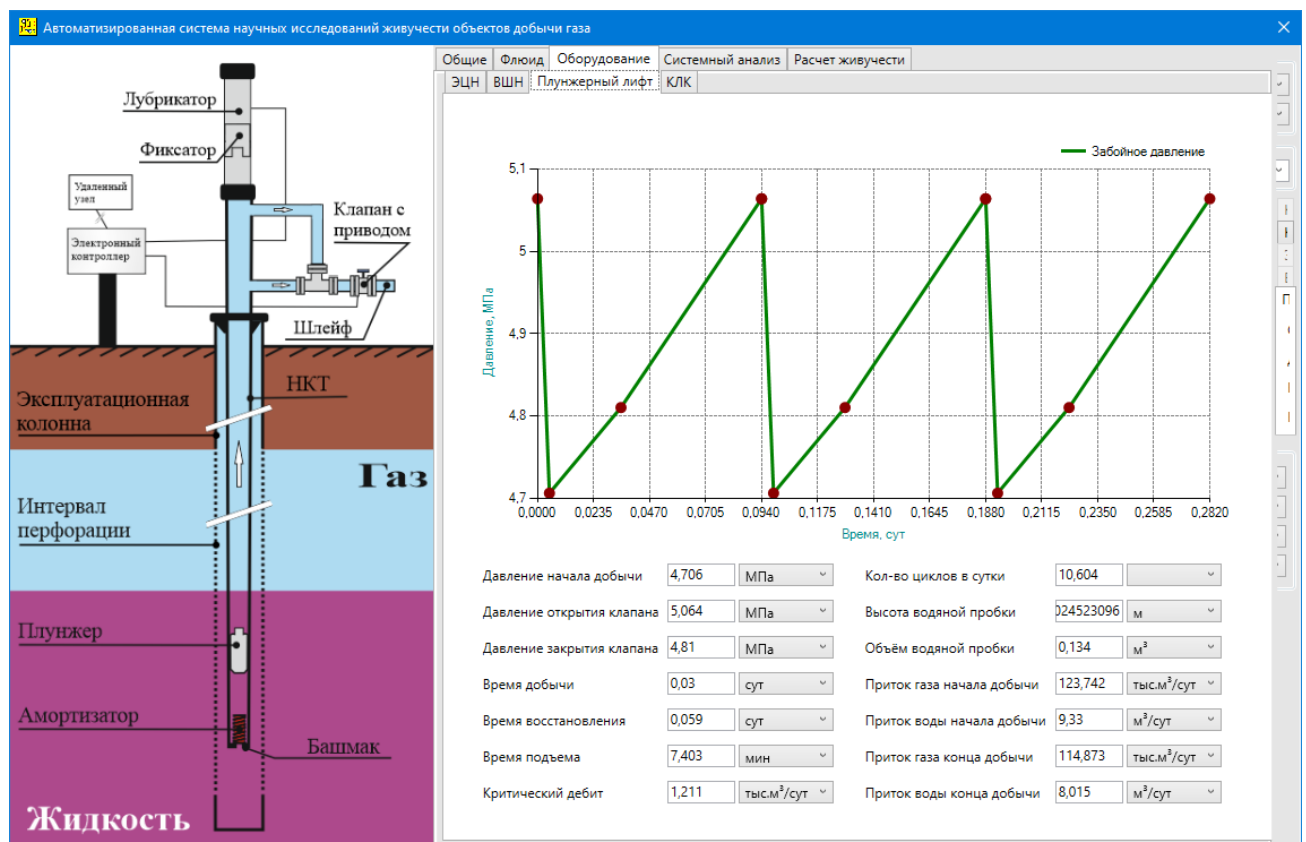 Автоматизированная система научных исследований живучести объектов добычи газа
Лубрикатор
Фиксатор
Удаленный
узел
Электронный
контроллер
Клапан с
приводом
Шлейф
НКТ
Эксплуатационная
колонна
Газ
Интервал
перфорации
Плунжер
Амортизатор
Башмак
Жидкость
Общие Флюид Оборудование Системный анализ Расчет живучести
ЭЦН ВШН Плунжерный лифт КЛК
Забойное давление
5,1
5
4,9
4,8
4,7
Давление, МПа
0,0000 0,0235 0,0470 0,0705 0,0940 0,1175 0,1410 0,1645 0,1880 0,2115 0,2350 0,2585 0,2820
Время, сут
Давление начала добычи 4,706 МПа
Давление открытия клапана 5,064 МПа
Давление закрытия клапана 4,81 МПа
Время добычи 0,03 сут
Время восстановления 0,059 сут
Время подъема 7,403 мин
Критический дебит 1,211 тыс.м³/сут
Кол-во циклов в сутки 10,604
Высота водяной пробки 024523096 м
Объём водяной пробки 0,134 м³
Приток газа начала добычи 123,742 тыс.м³/сут
Приток воды начала добычи 9,33 м³/сут
Приток газа конца добычи 114,873 тыс.м³/сут
Приток воды конца добычи 8,015 м³/сут